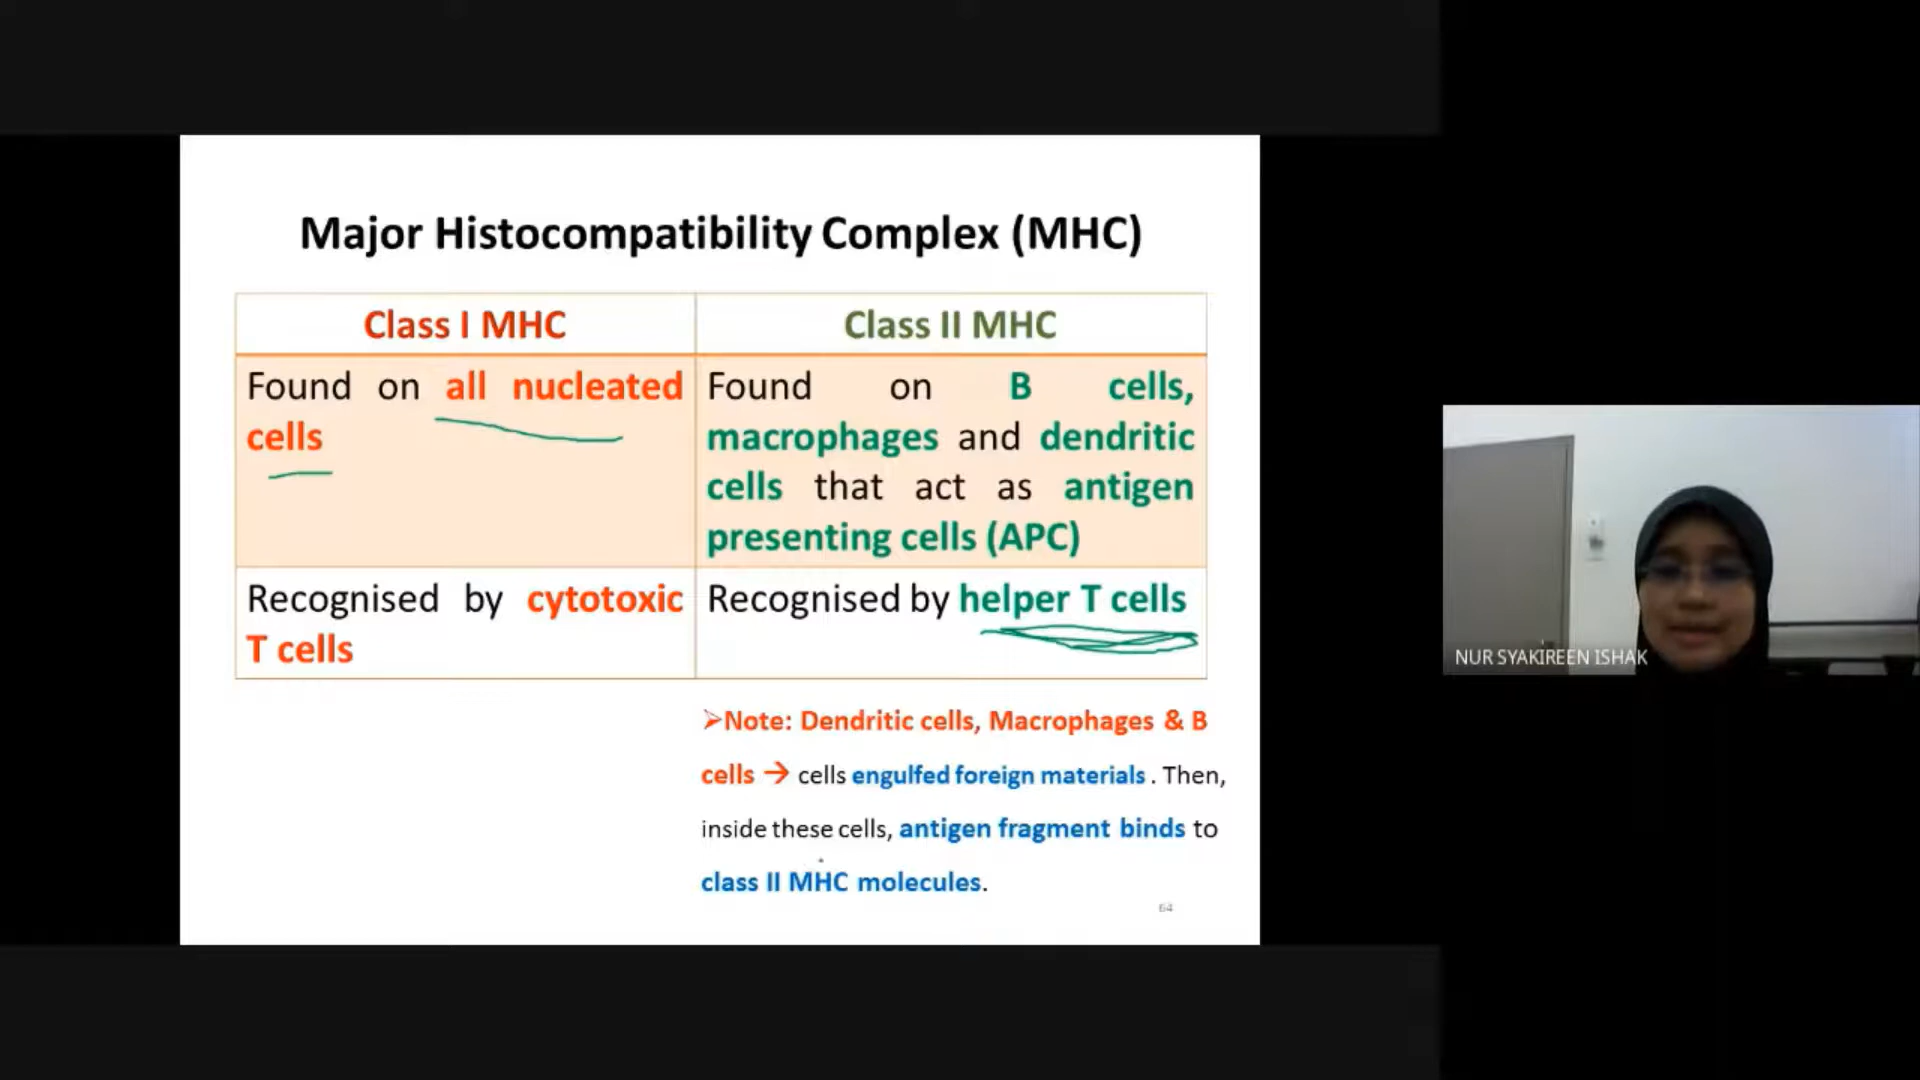 Major Histocompatibility Complex (MHC)
Class I MHC
Class II MHC
Found on all nucleated
cells
Found on B cells,
macrophages and dendritic
cells that act as antigen
presenting cells (APC)
Recognised by cytotoxic
T cells
Recognised by helper T cells
➢Note: Dendritic cells, Macrophages & B
cells → cells engulfed foreign materials . Then,
inside these cells, antigen fragment binds to
class II MHC molecules.
64
NUR SYAKIREEN ISHAK